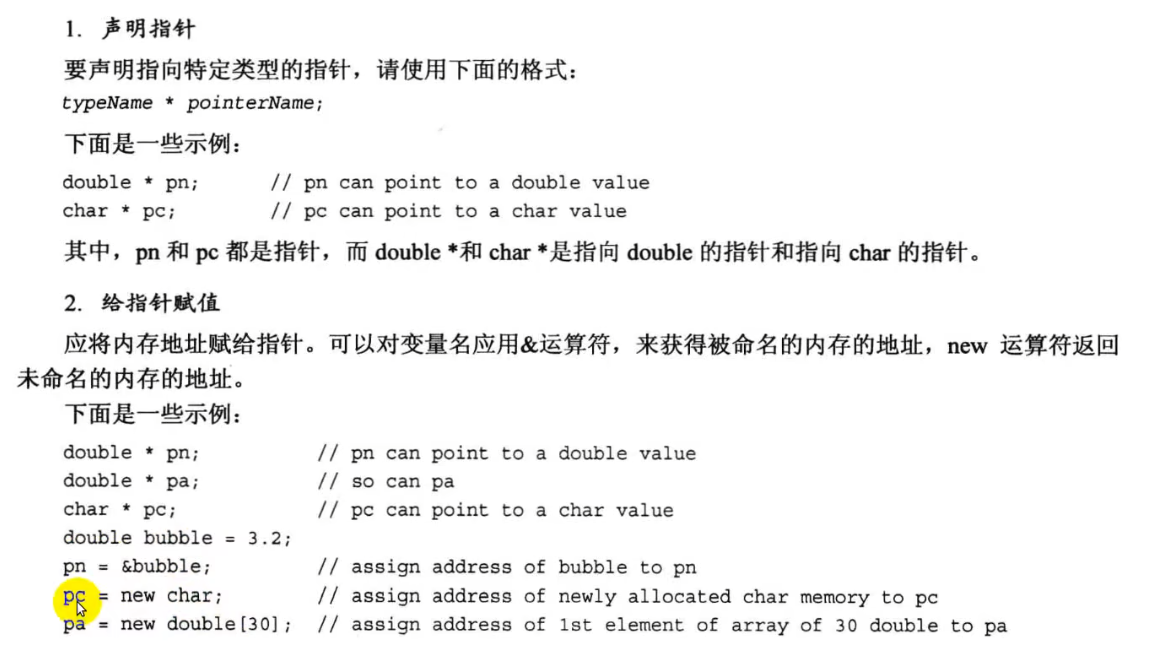 1. 声明指针
要声明指向特定类型的指针，请使用下面的格式：
typeName * pointerName;
下面是一些示例：
double * pn;      // pn can point to a double value
char * pc;        // pc can point to a char value
其中，pn 和 pc 都是指针，而 double *和 char *是指向 double 的指针和指向 char 的指针。
2. 给指针赋值
应将内存地址赋给指针。可以对变量名应用&运算符，来获得被命名的内存的地址，new 运算符返回
未命名的内存的地址。
下面是一些示例：
double * pn;          // pn can point to a double value
double * pa;          // so can pa
char * pc;            // pc can point to a char value
double bubble = 3.2;
pn = &bubble;         // assign address of bubble to pn
pc = new char;        // assign address of newly allocated char memory to pc
pa = new double[30];  // assign address of 1st element of array of 30 double to pa